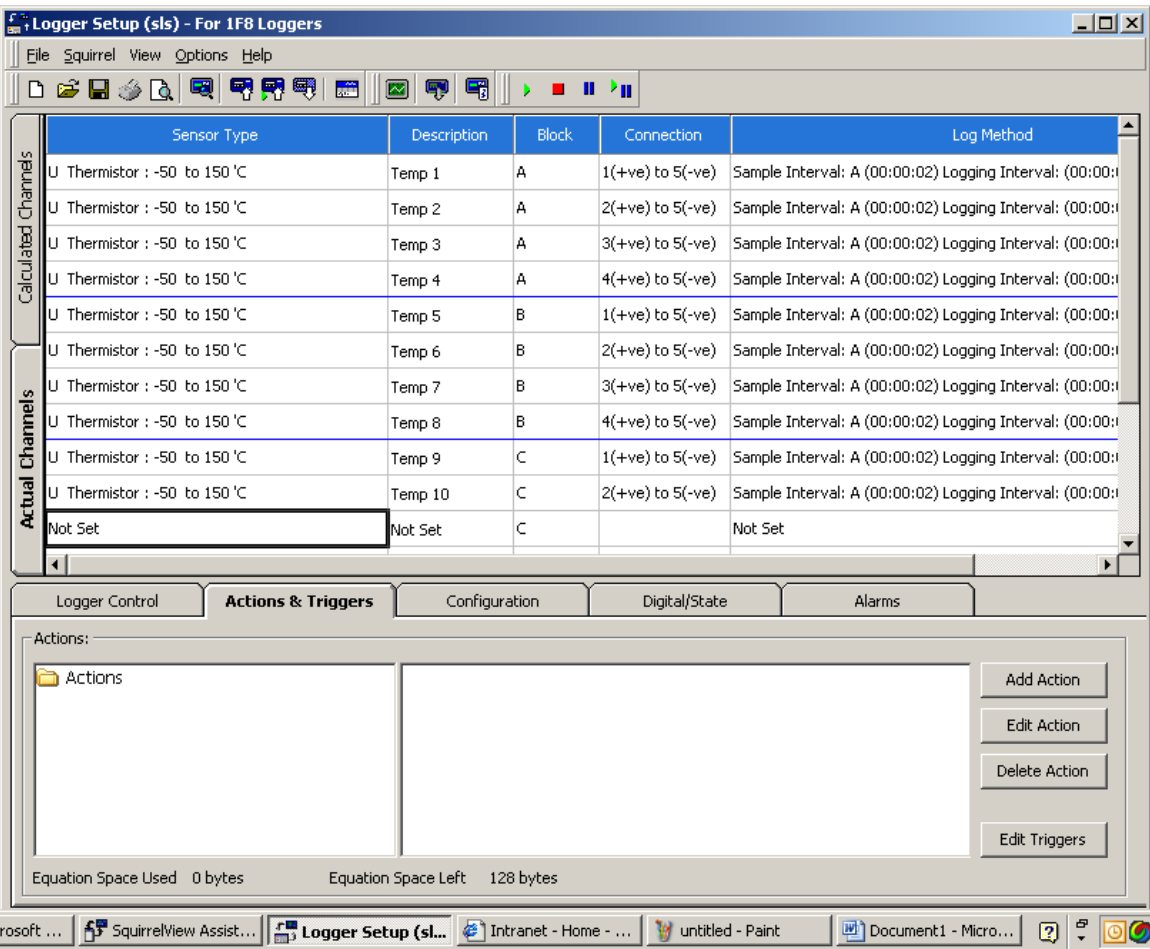 Logger Setup (sls) - For 1F8 Loggers
File Squirrel View Options Help
Calculated Channels
Actual Channels
Sensor Type Description Block Connection Log Method
U Thermistor : -50 to 150 'C Temp 1 A 1(+ve) to 5(-ve) Sample Interval: A (00:00:02) Logging Interval: (00:00:
U Thermistor : -50 to 150 'C Temp 2 A 2(+ve) to 5(-ve) Sample Interval: A (00:00:02) Logging Interval: (00:00:
U Thermistor : -50 to 150 'C Temp 3 A 3(+ve) to 5(-ve) Sample Interval: A (00:00:02) Logging Interval: (00:00:
U Thermistor : -50 to 150 'C Temp 4 A 4(+ve) to 5(-ve) Sample Interval: A (00:00:02) Logging Interval: (00:00:
U Thermistor : -50 to 150 'C Temp 5 B 1(+ve) to 5(-ve) Sample Interval: A (00:00:02) Logging Interval: (00:00:
U Thermistor : -50 to 150 'C Temp 6 B 2(+ve) to 5(-ve) Sample Interval: A (00:00:02) Logging Interval: (00:00:
U Thermistor : -50 to 150 'C Temp 7 B 3(+ve) to 5(-ve) Sample Interval: A (00:00:02) Logging Interval: (00:00:
U Thermistor : -50 to 150 'C Temp 8 B 4(+ve) to 5(-ve) Sample Interval: A (00:00:02) Logging Interval: (00:00:
U Thermistor : -50 to 150 'C Temp 9 C 1(+ve) to 5(-ve) Sample Interval: A (00:00:02) Logging Interval: (00:00:
U Thermistor : -50 to 150 'C Temp 10 C 2(+ve) to 5(-ve) Sample Interval: A (00:00:02) Logging Interval: (00:00:
Not Set Not Set C Not Set
Logger Control Actions & Triggers Configuration Digital/State Alarms
Actions:
Actions
Add Action
Edit Action
Delete Action
Edit Triggers
Equation Space Used 0 bytes Equation Space Left 128 bytes
rosoft ... SquirrelView Assist... Logger Setup (sl... Intranet - Home - ... untitled - Paint Document1 - Micro...